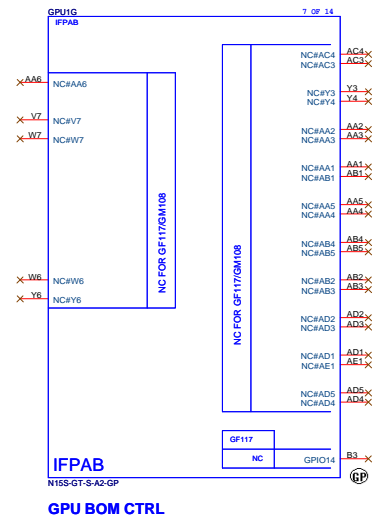 GPU1G 7 OF 14
IFPAB
NC#AC4 AC4
NC#AC3 AC3
AA6 NC#AA6
NC#Y3 Y3
NC#Y4 Y4
V7 NC#V7
NC#AA2 AA2
W7 NC#W7
NC#AA3 AA3
NC#AA1 AA1
NC#AB1 AB1
NC#AA5 AA5
NC#AA4 AA4
NC FOR GF117/GM108
NC FOR GF117/GM108
NC#AB4 AB4
NC#AB5 AB5
W6 NC#W6
NC#AB2 AB2
NC#AB3 AB3
Y6 NC#Y6
NC#AD2 AD2
NC#AD3 AD3
NC#AD1 AD1
NC#AE1 AE1
NC#AD5 AD5
NC#AD4 AD4
GF117
NC GPIO14 B3
IFPAB
GP
N15S-GT-S-A2-GP
GPU BOM CTRL